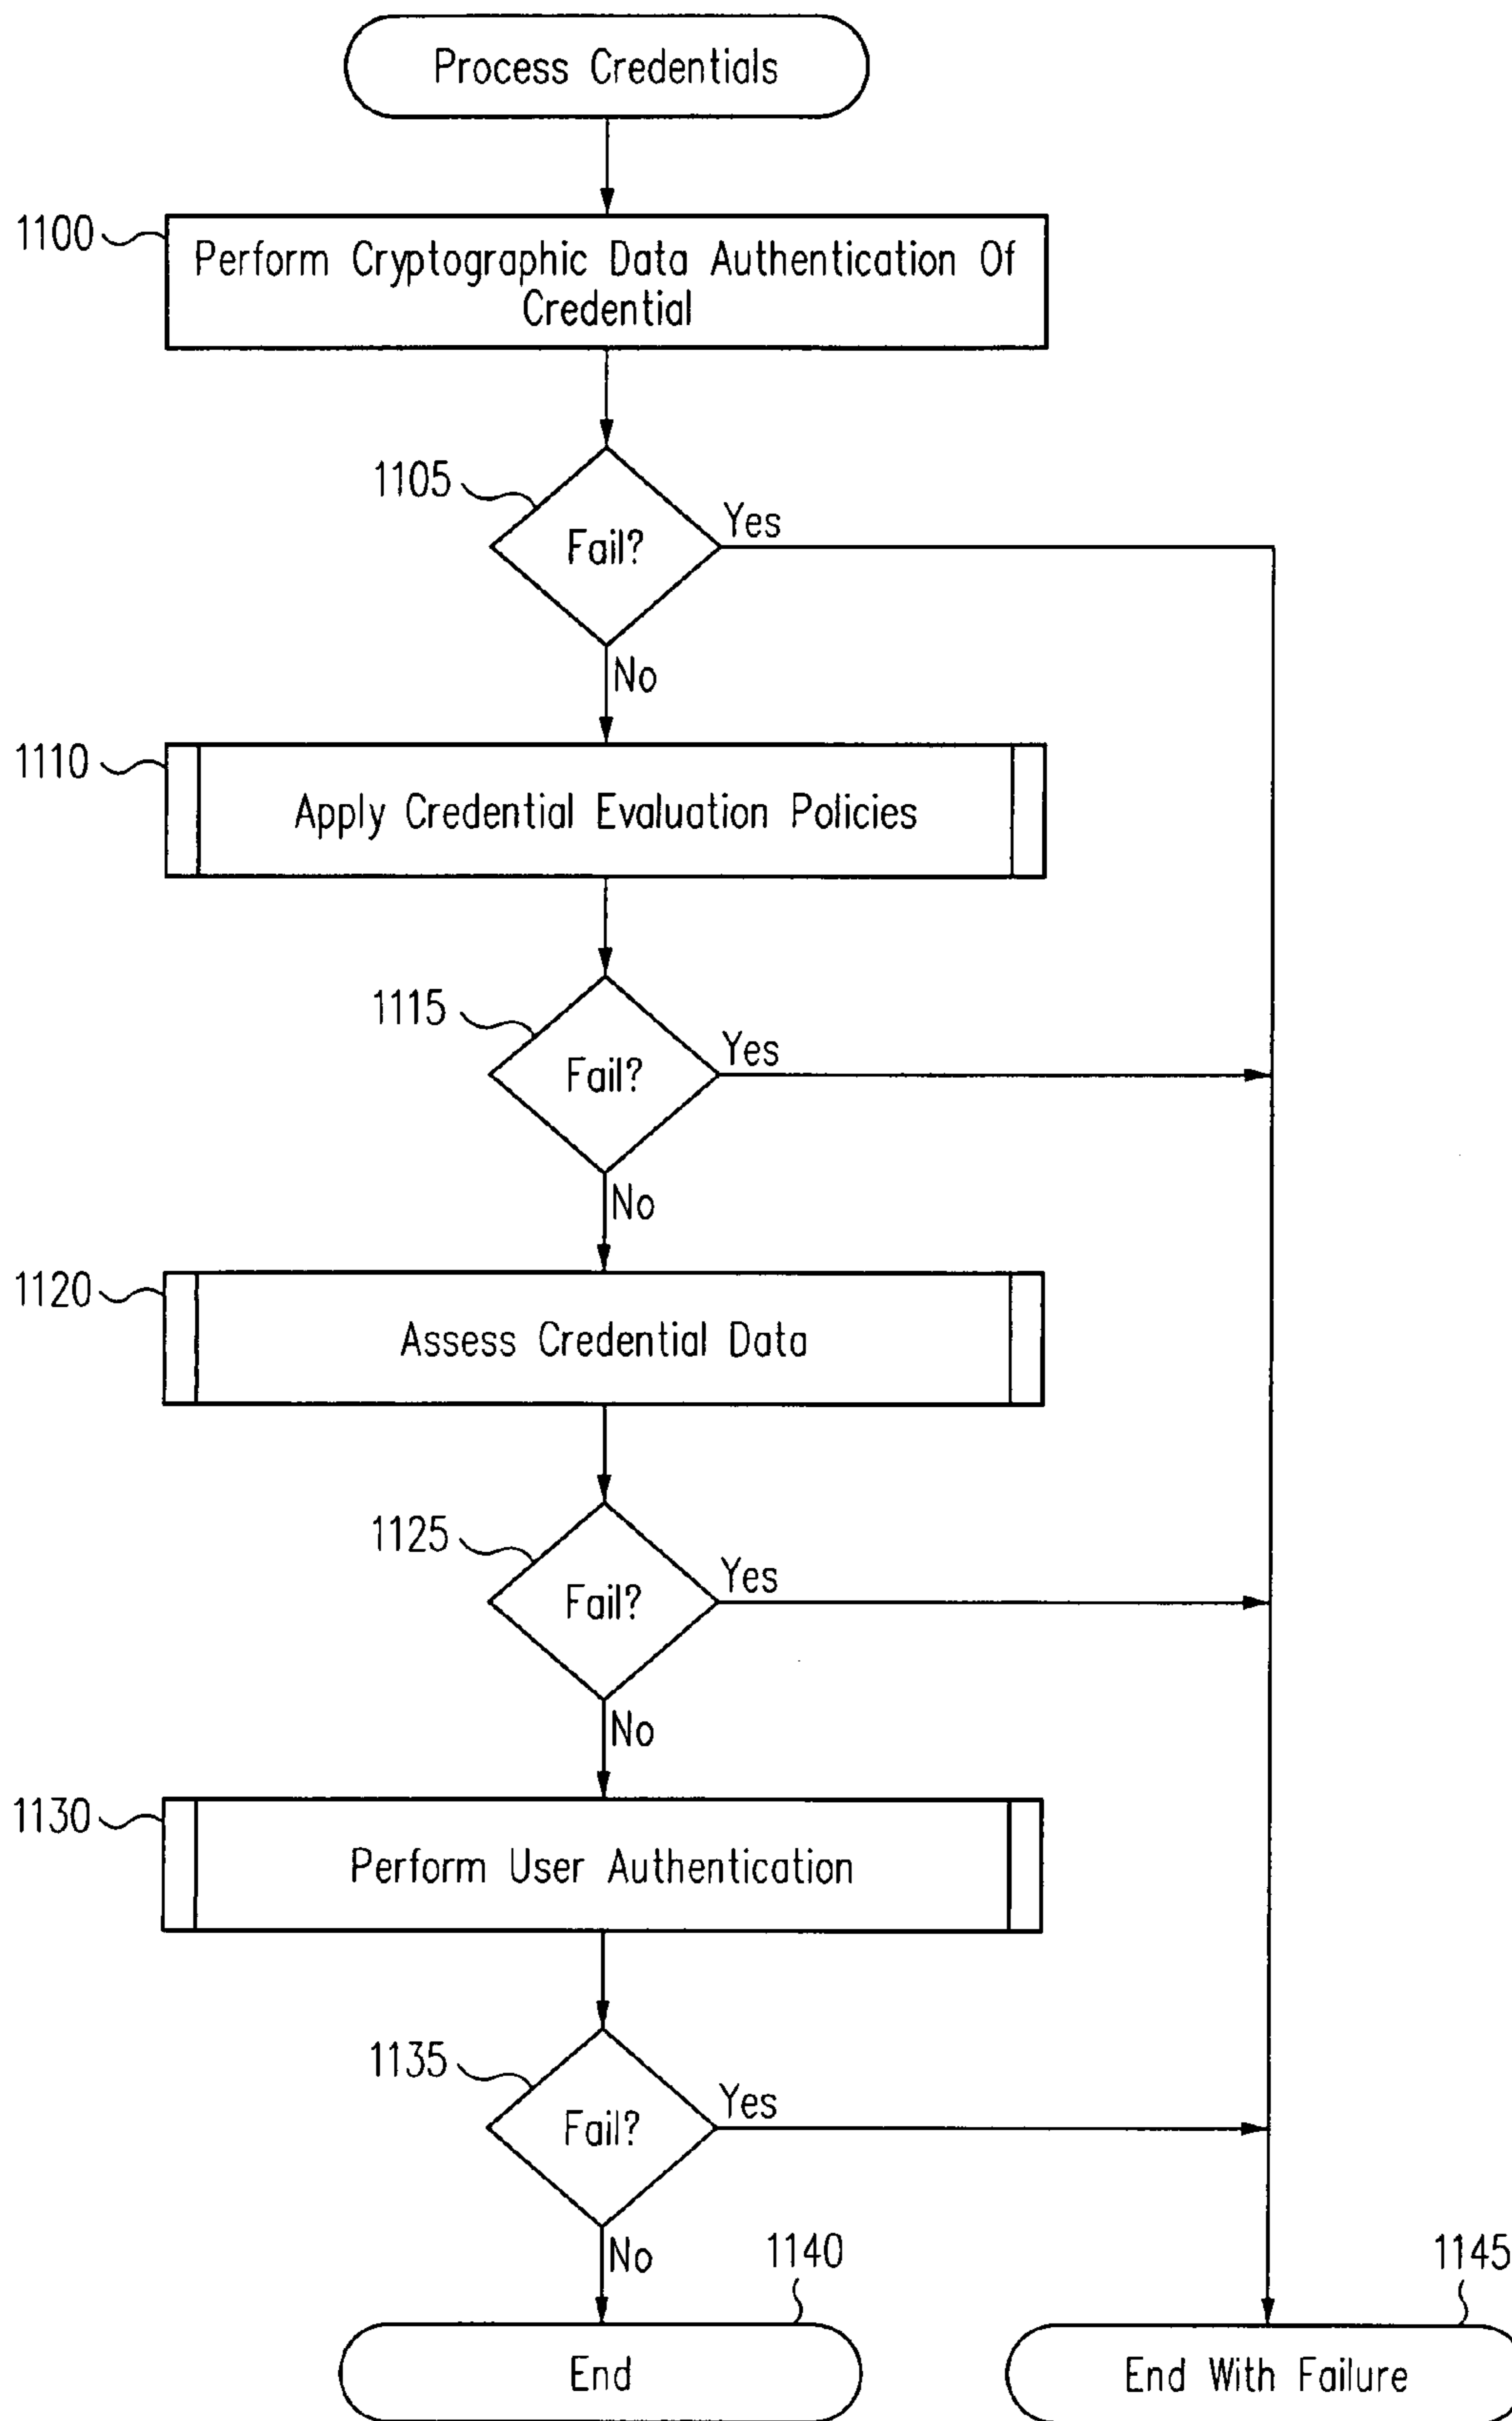 Process Credentials
1100
Perform Cryptographic Data Authentication Of
Credential
1105
Fail?
Yes
No
1110
Apply Credential Evaluation Policies
1115
Fail?
Yes
No
1120
Assess Credential Data
1125
Fail?
Yes
No
1130
Perform User Authentication
1135
Fail?
Yes
No
1140
1145
End
End With Failure